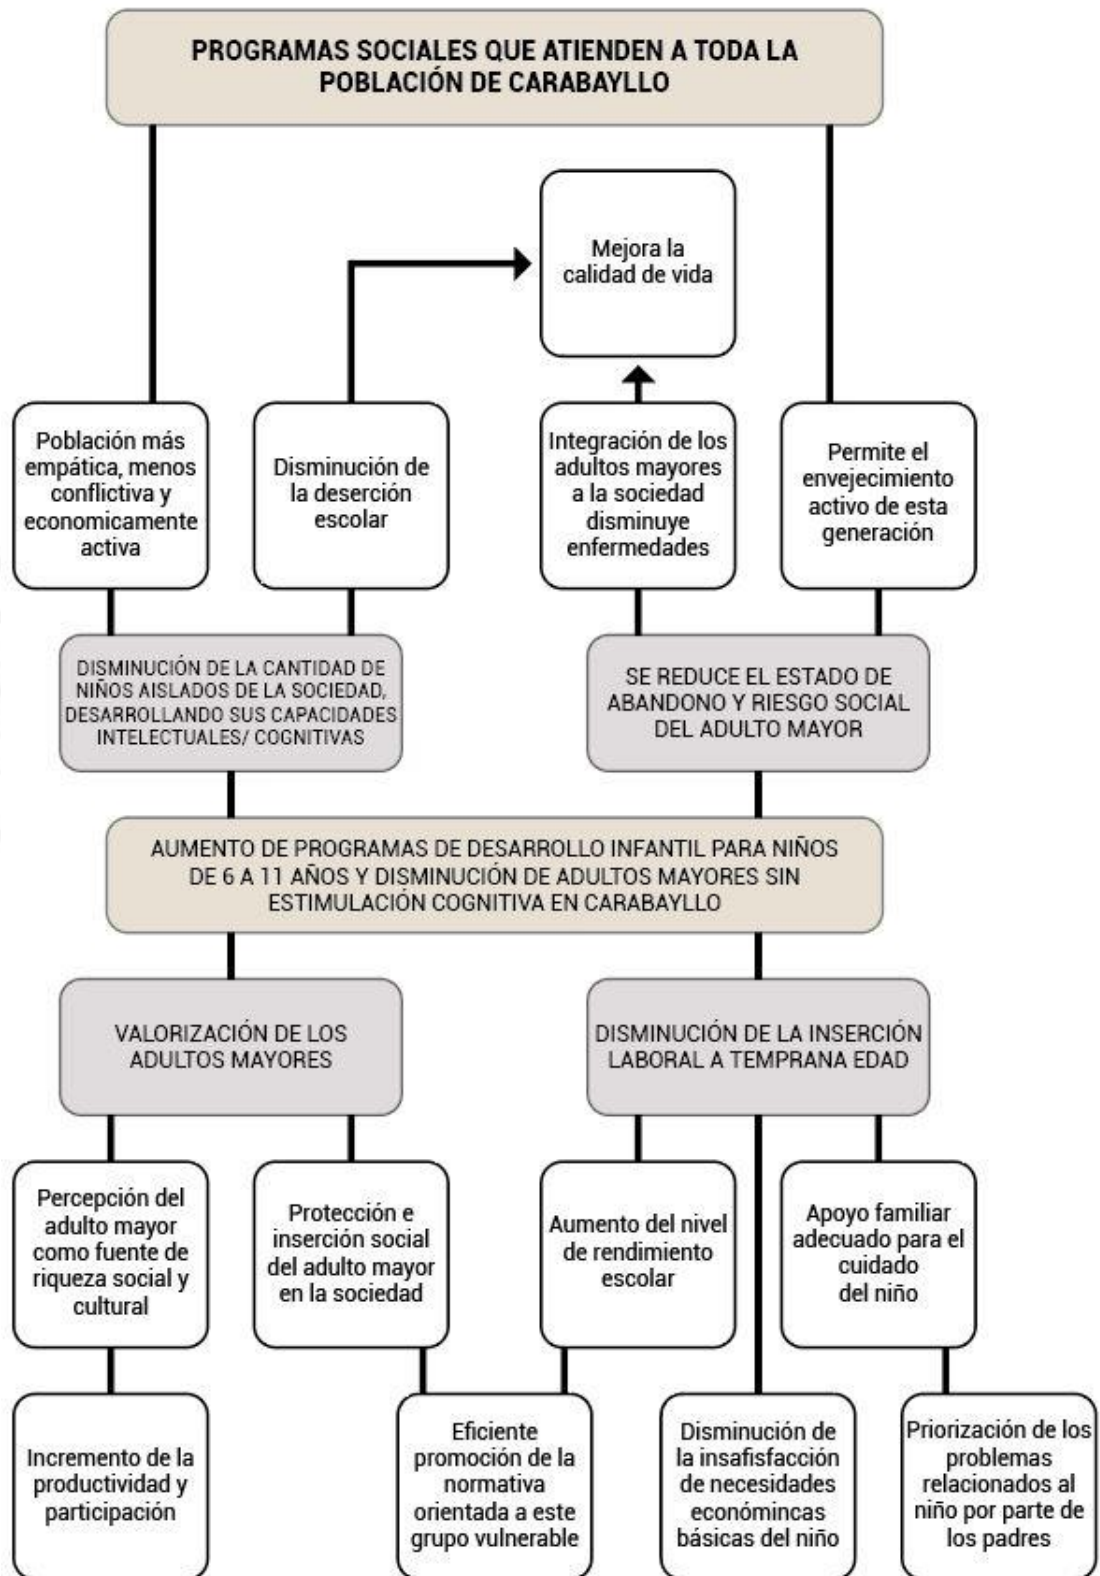 PROGRAMAS SOCIALES QUE ATIENDEN A TODA LA
POBLACIÓN DE CARABAYLLO
Mejora la
calidad de vida
Población más
empática, menos
conflictiva y
economicamente
activa
Disminución de
la deserción
escolar
Integración de los
adultos mayores
a la sociedad
disminuye
enfermedades
Permite el
envejecimiento
activo de esta
generación
DISMINUCIÓN DE LA CANTIDAD DE
NIÑOS AISLADOS DE LA SOCIEDAD,
DESARROLLANDO SUS CAPACIDADES
INTELECTUALES/ COGNITIVAS
SE REDUCE EL ESTADO DE
ABANDONO Y RIESGO SOCIAL
DEL ADULTO MAYOR
AUMENTO DE PROGRAMAS DE DESARROLLO INFANTIL PARA NIÑOS
DE 6 A 11 AÑOS Y DISMINUCIÓN DE ADULTOS MAYORES SIN
ESTIMULACIÓN COGNITIVA EN CARABAYLLO
VALORIZACIÓN DE LOS
ADULTOS MAYORES
DISMINUCIÓN DE LA INSERCIÓN
LABORAL A TEMPRANA EDAD
Percepción del
adulto mayor
como fuente de
riqueza social y
cultural
Protección e
inserción social
del adulto mayor
en la sociedad
Aumento del nivel
de rendimiento
escolar
Apoyo familiar
adecuado para el
cuidado
del niño
Incremento de la
productividad y
participación
Eficiente
promoción de la
normativa
orientada a este
grupo vulnerable
Disminución de
la insafisfacción
de necesidades
económincas
básicas del niño
Priorización de los
problemas
relacionados al
niño por parte de
los padres